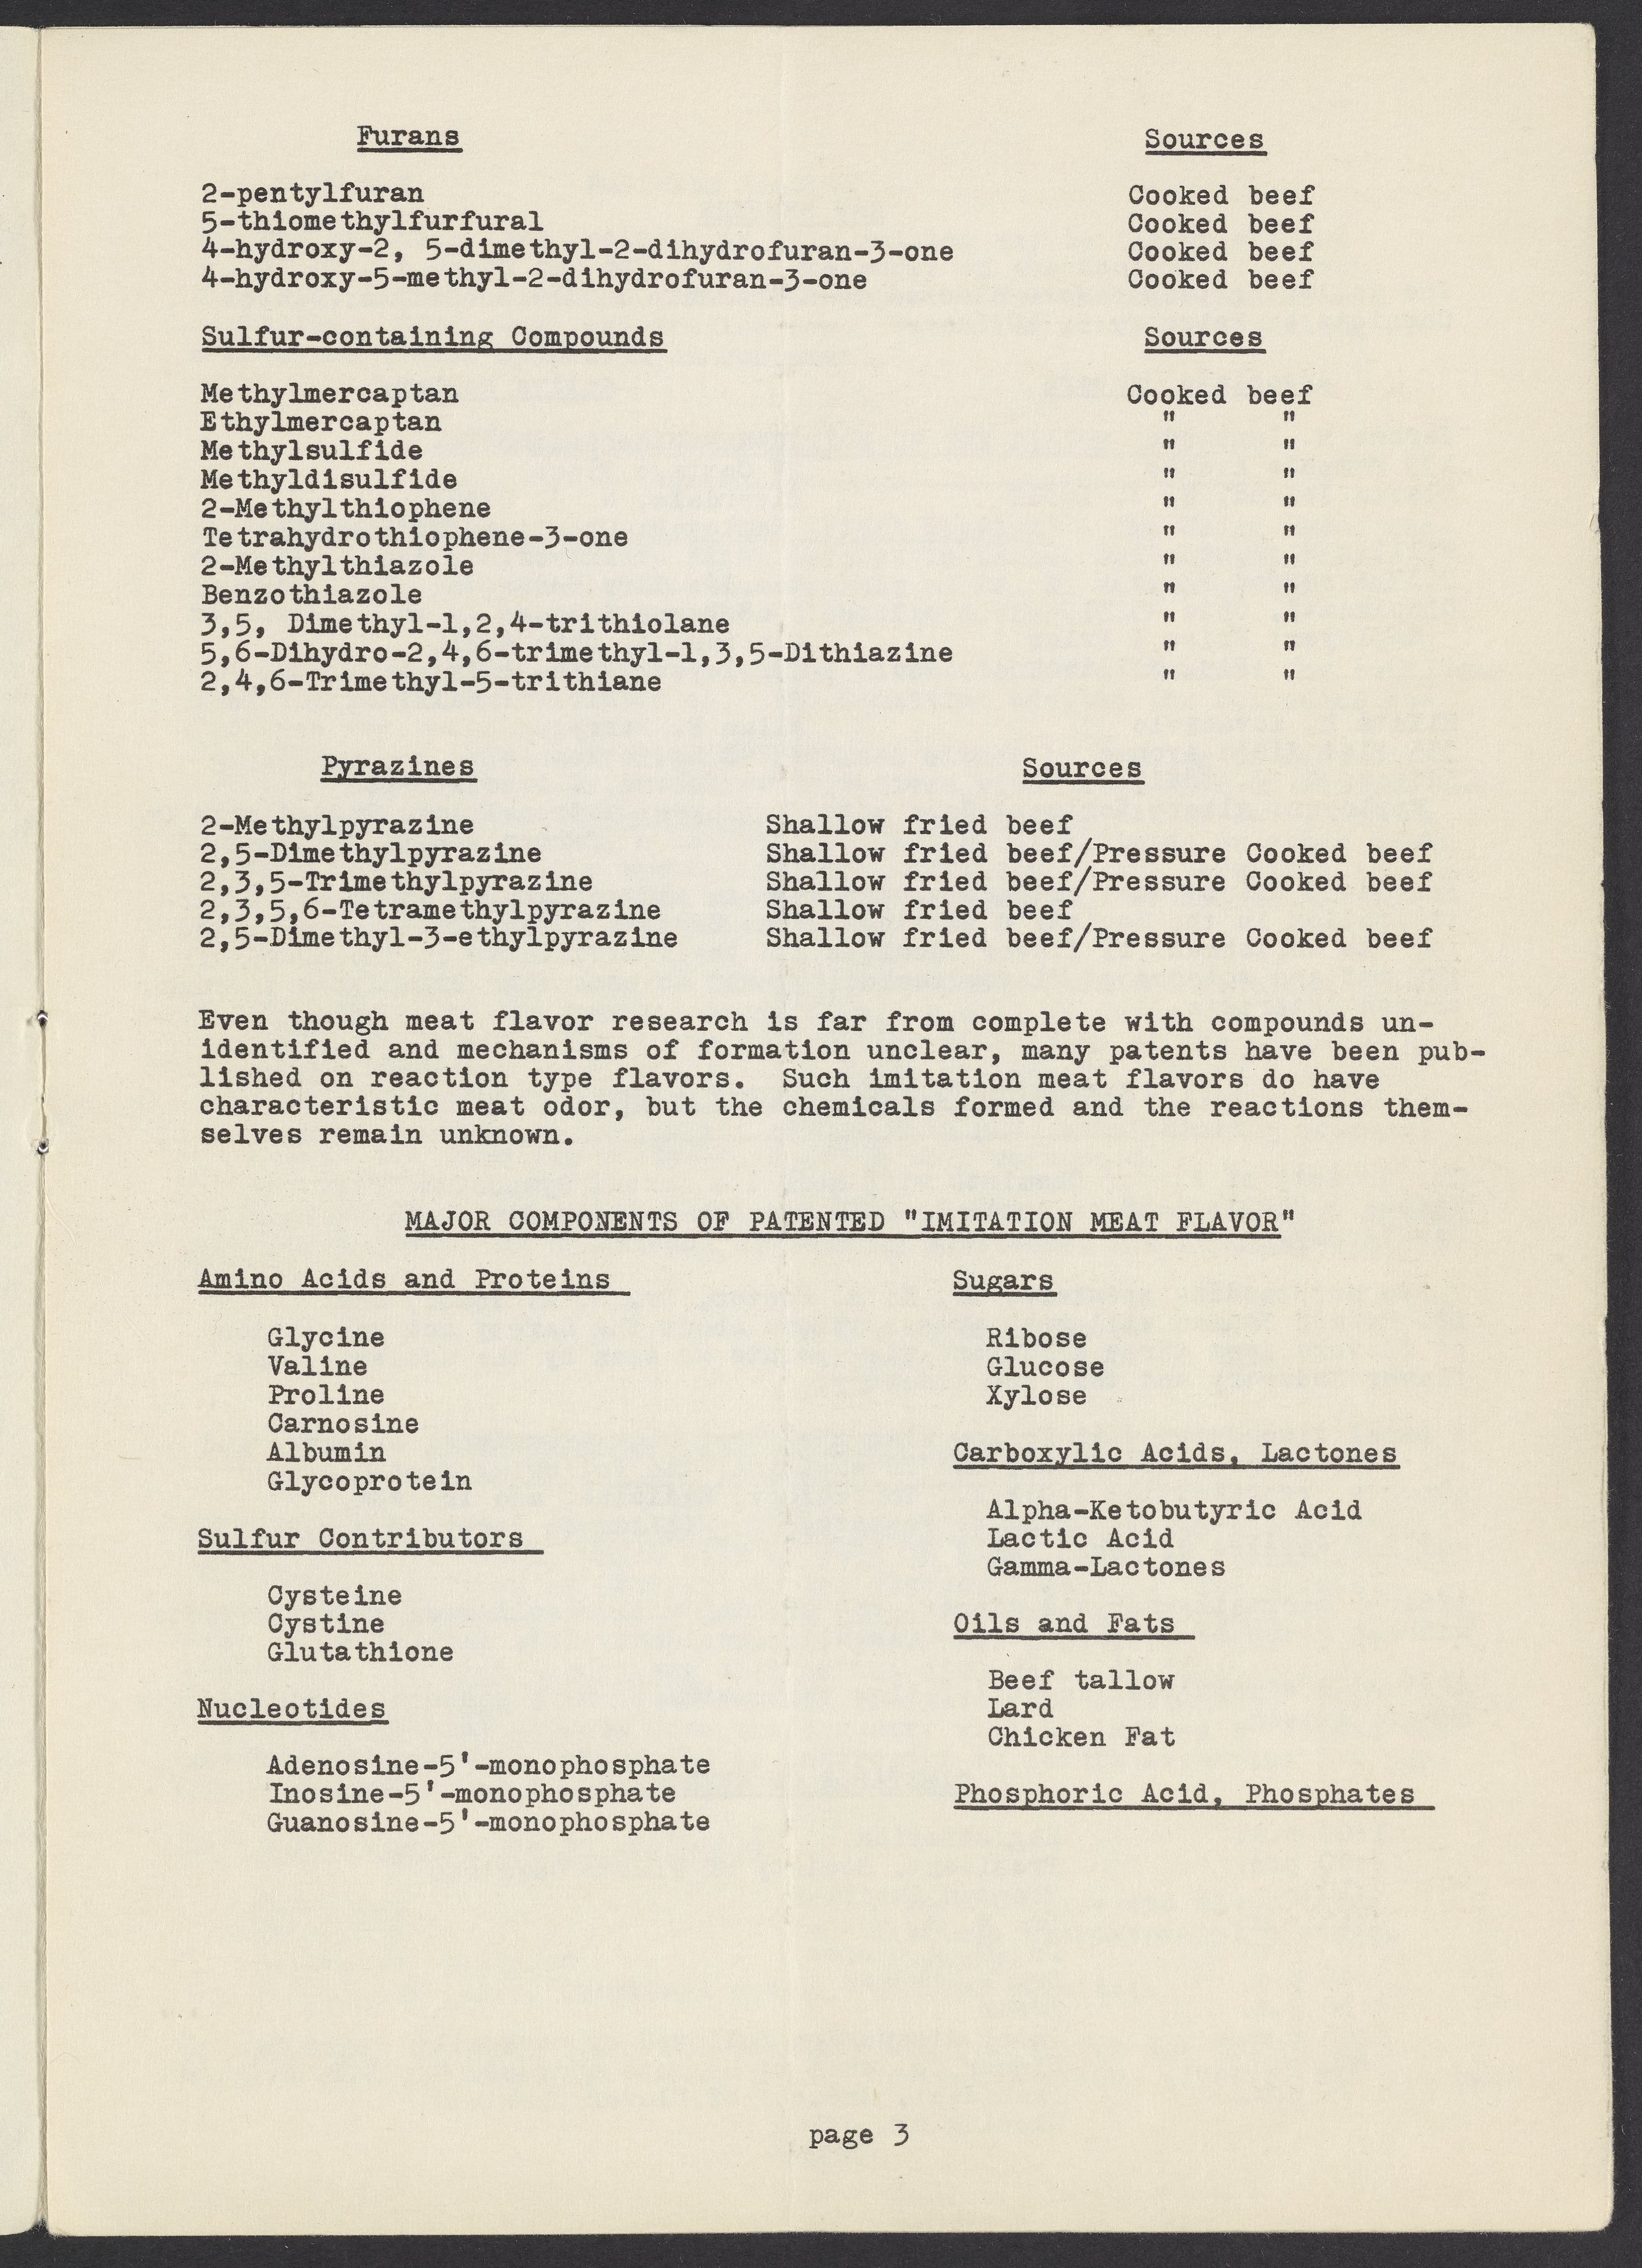 Furans Sources
2-pentylfuran Cooked beef
5-thiomethylfurfural Cooked beef
4-hydroxy-2, 5-dimethyl-2-dihydrofuran-3-one Cooked beef
4-hydroxy-5-methyl-2-dihydrofuran-3-one Cooked beef
Sulfur-containing Compounds Sources
Methylmercaptan Cooked beef
Ethylmercaptan " "
Methylsulfide " "
Methyldisulfide " "
2-Methylthiophene " "
Tetrahydrothiophene-3-one " "
2-Methylthiazole " "
Benzothiazole " "
3,5, Dimethyl-1,2,4-trithiolane " "
5,6-Dihydro-2,4,6-trimethyl-1,3,5-Dithiazine " "
2,4,6-Trimethyl-5-trithiane " "
Pyrazines Sources
2-Methylpyrazine Shallow fried beef
2,5-Dimethylpyrazine Shallow fried beef/Pressure Cooked beef
2,3,5-Trimethylpyrazine Shallow fried beef/Pressure Cooked beef
2,3,5,6-Tetramethylpyrazine Shallow fried beef
2,5-Dimethyl-3-ethylpyrazine Shallow fried beef/Pressure Cooked beef
Even though meat flavor research is far from complete with compounds un-
identified and mechanisms of formation unclear, many patents have been pub-
lished on reaction type flavors. Such imitation meat flavors do have
characteristic meat odor, but the chemicals formed and the reactions them-
selves remain unknown.
MAJOR COMPONENTS OF PATENTED "IMITATION MEAT FLAVOR"
Amino Acids and Proteins
Glycine
Valine
Proline
Carnosine
Albumin
Glycoprotein
Sulfur Contributors
Cysteine
Cystine
Glutathione
Nucleotides
Adenosine-5'-monophosphate
Inosine-5'-monophosphate
Guanosine-5'-monophosphate
Sugars
Ribose
Glucose
Xylose
Carboxylic Acids, Lactones
Alpha-Ketobutyric Acid
Lactic Acid
Gamma-Lactones
Oils and Fats
Beef tallow
Lard
Chicken Fat
Phosphoric Acid, Phosphates
page 3